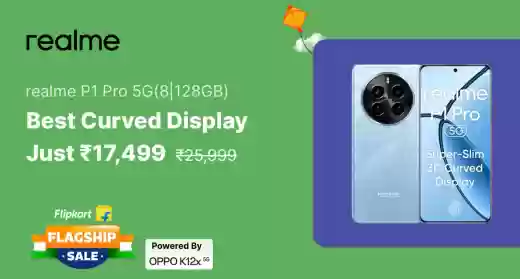 realme
realme P1 Pro 5G(8|128GB)
Best Curved Display
Just ₹17,499 ₹25,999
Flipkart
FLAGSHIP
SALE
Powered By
OPPO K12x 5G
realme
P1 Pro
5G
Super-Slim
3D Curved
Display